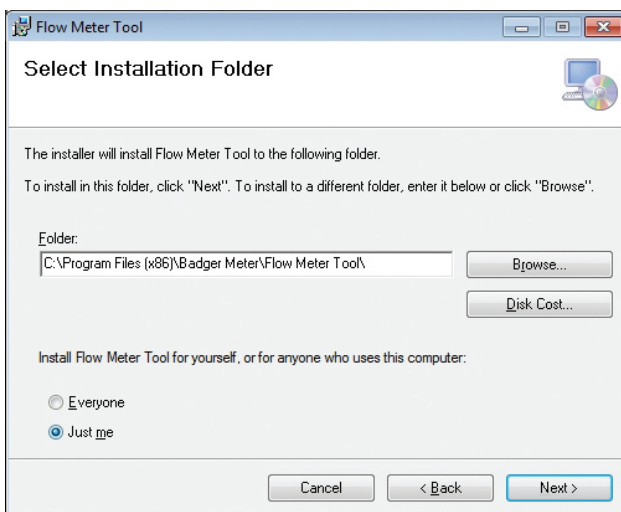 Flow Meter Tool
Select Installation Folder
The installer will install Flow Meter Tool to the following folder.
To install in this folder, click "Next". To install to a different folder, enter it below or click "Browse".
Folder:
C:\Program Files (x86)\Badger Meter\Flow Meter Tool\
Browse...
Disk Cost...
Install Flow Meter Tool for yourself, or for anyone who uses this computer:
Everyone
Just me
Cancel
< Back
Next >